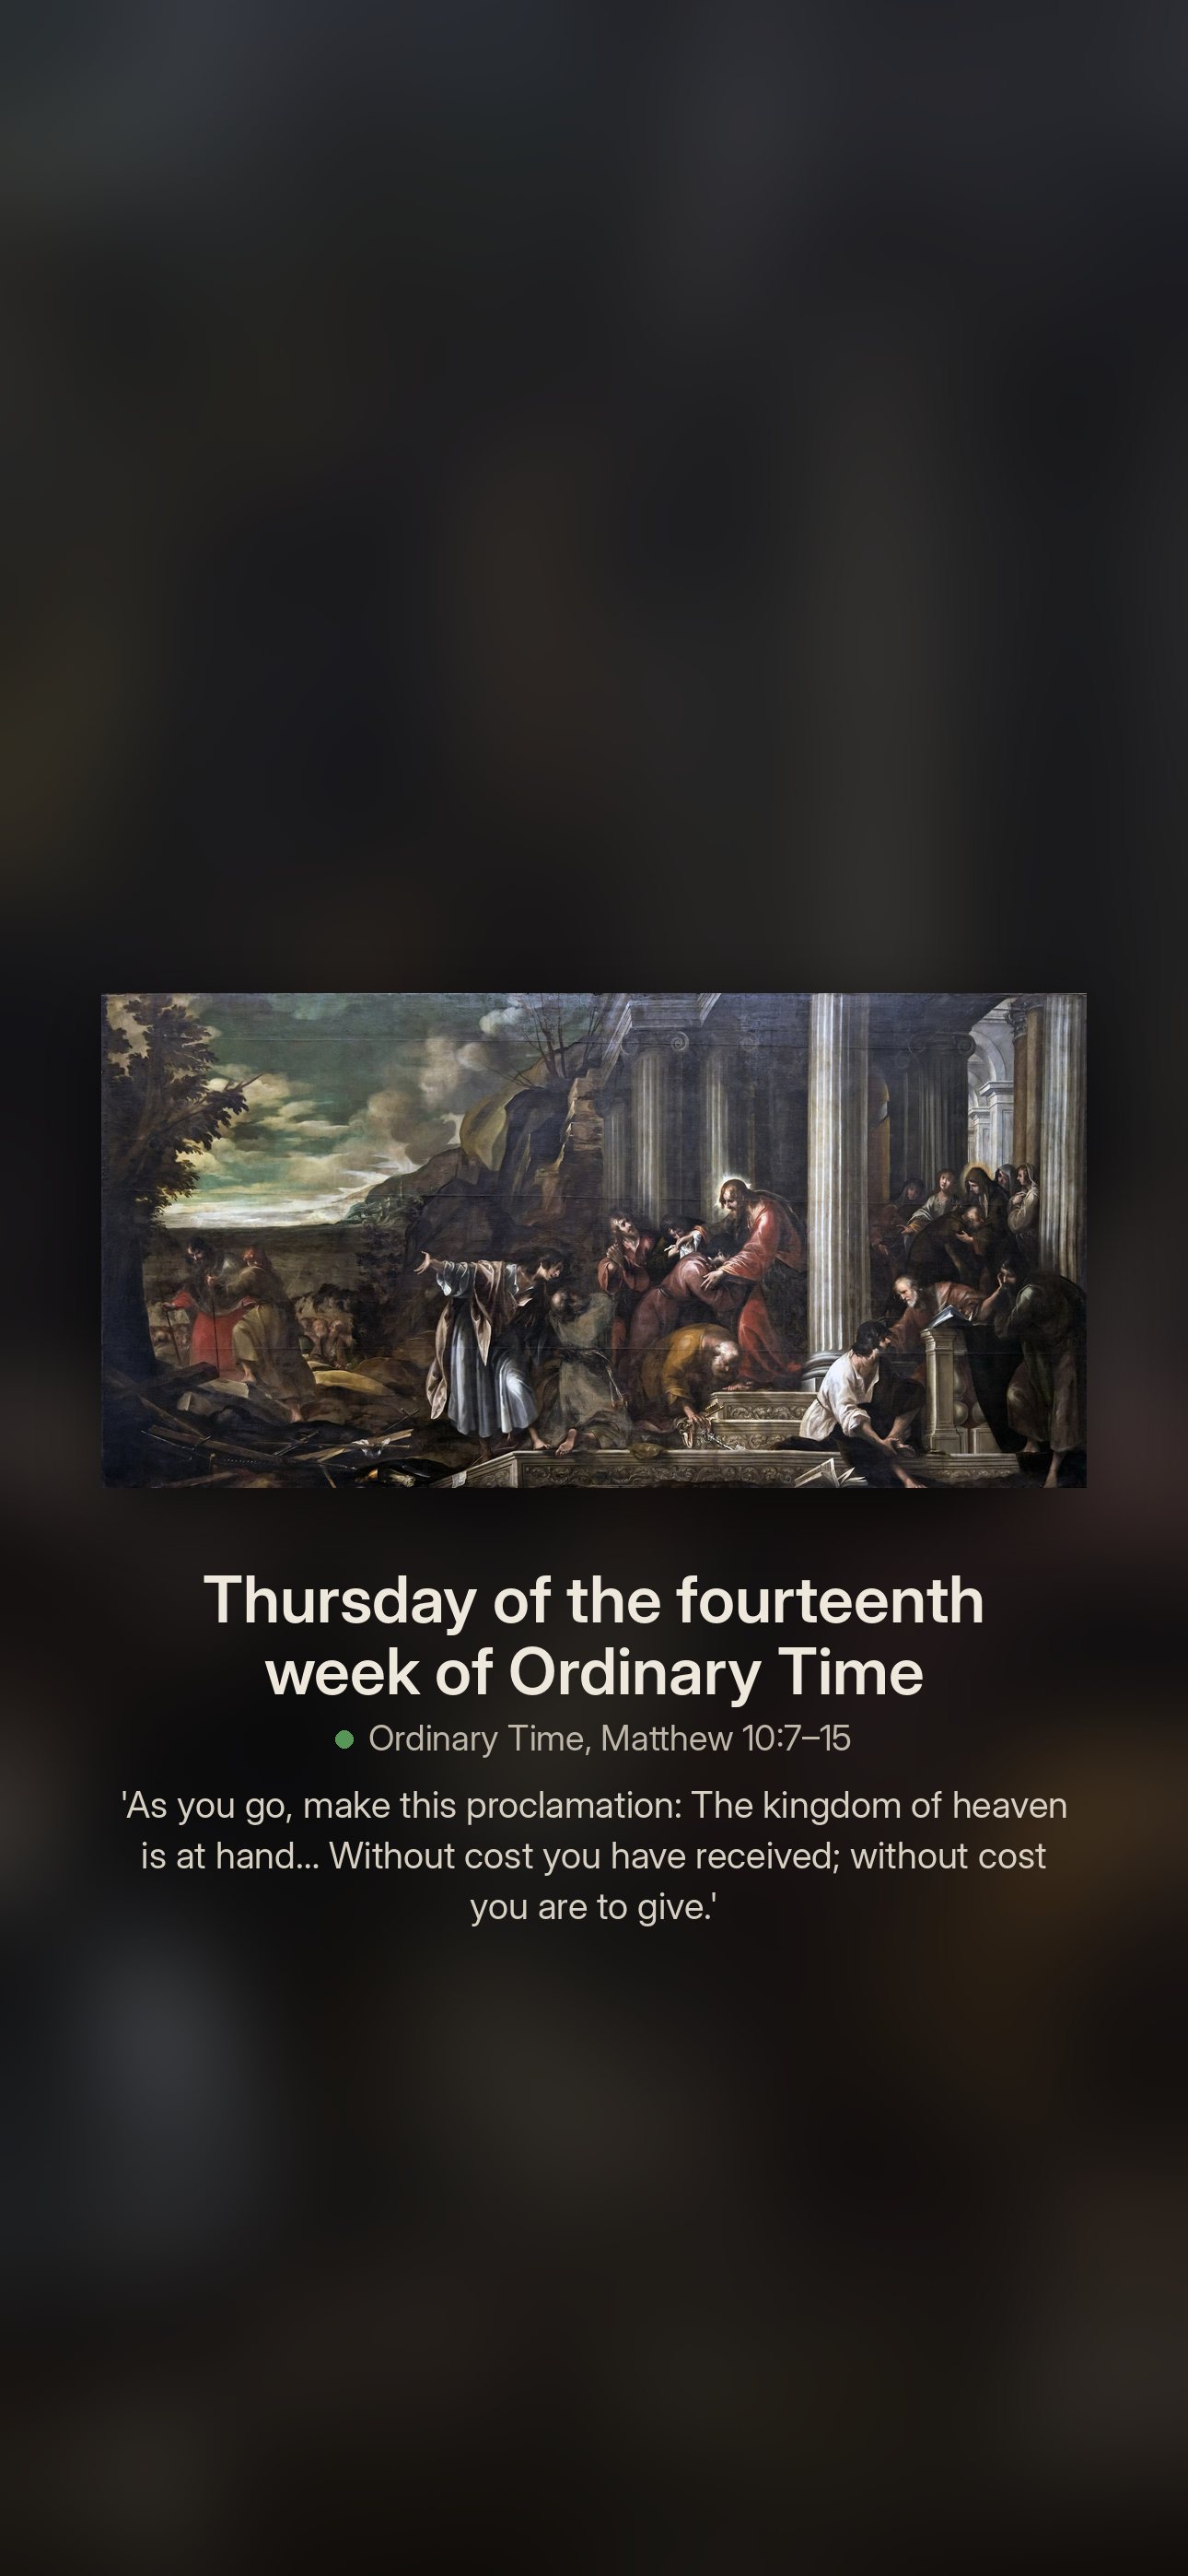 Thursday of the fourteenth
week of Ordinary Time
Ordinary Time, Matthew 10:7–15
'As you go, make this proclamation: The kingdom of heaven
is at hand... Without cost you have received; without cost
you are to give.'